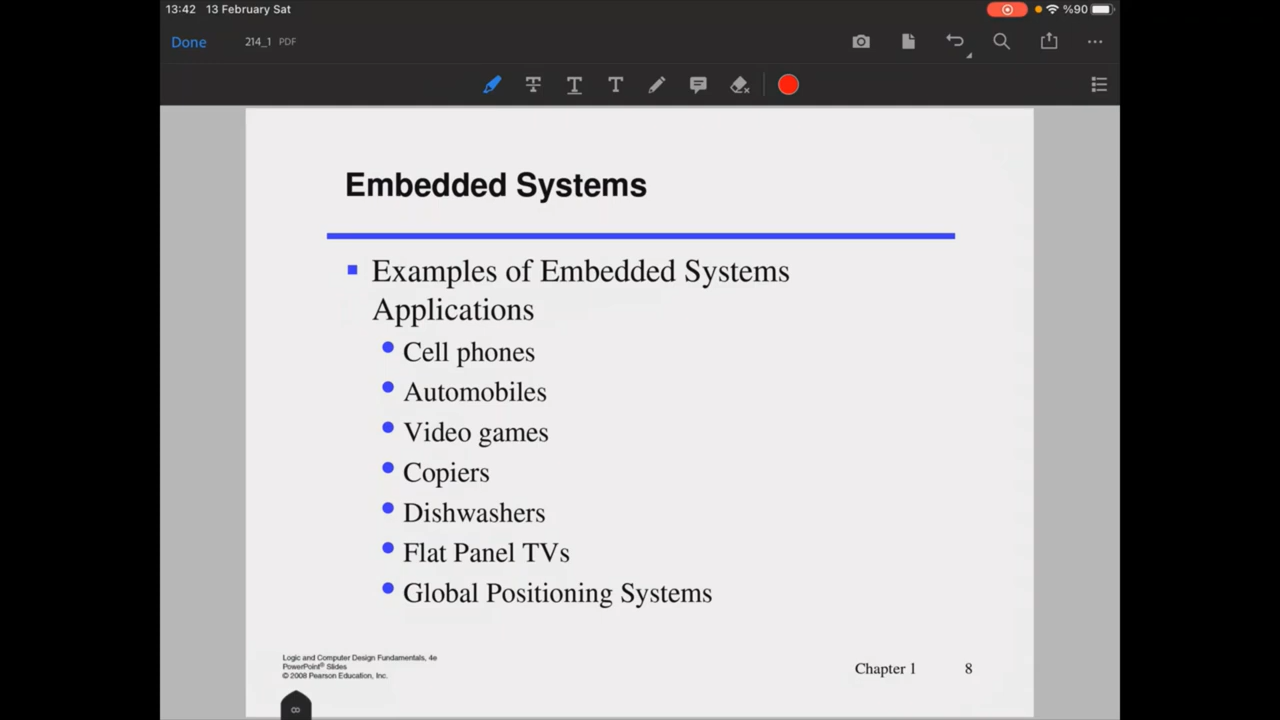 13:42 13 February Sat %90
Done 214_1 PDF
T T T
Embedded Systems
Examples of Embedded Systems
Applications
Cell phones
Automobiles
Video games
Copiers
Dishwashers
Flat Panel TVs
Global Positioning Systems
Logic and Computer Design Fundamentals, 4e
PowerPoint® Slides
© 2008 Pearson Education, Inc.
Chapter 1 8
8